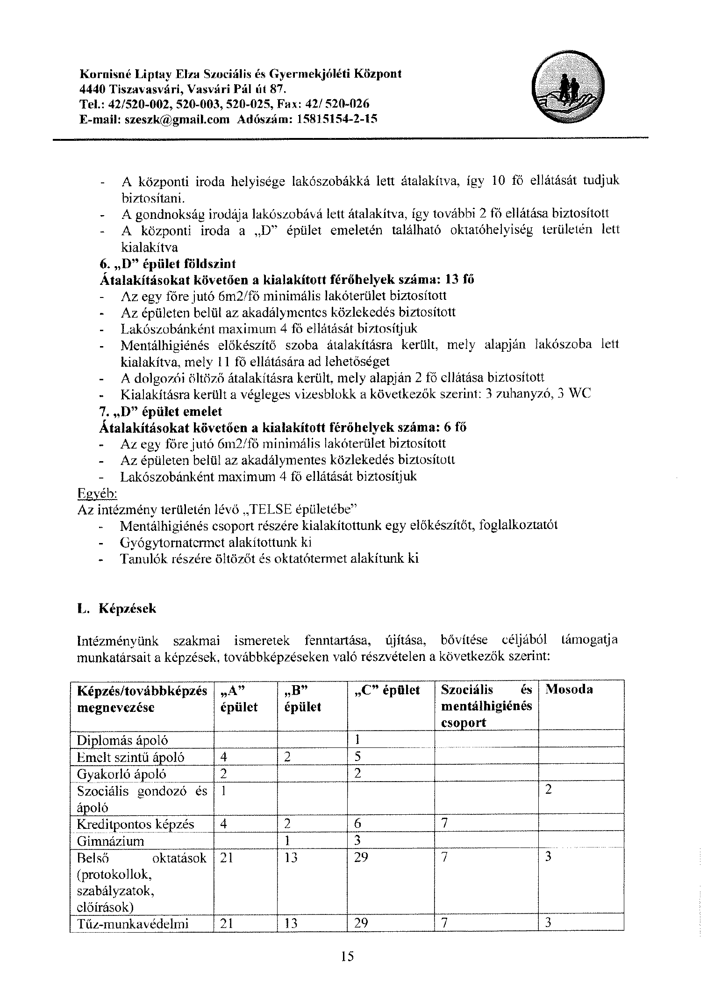 Kornisné Liptay Elza Szociális és Gyermekjóléti Központ
4440 Tiszavasvári, Vasvári Pál út 87.
Tel.: 42/520-002, 520-003, 520-025, Fax: 42/ 520-026
E-mail: szeszk@gmail.com Adószám: 15815154-2-15
- A központi iroda helyisége lakószobákká lett átalakítva, így 10 fő ellátását tudjuk
biztosítani.
- A gondnokság irodája lakószobává lett átalakítva, így további 2 fő ellátása biztosított
- A központi iroda a „D” épület emeletén található oktatóhelyiség területén lett
kialakítva
6. „D” épület földszint
Átalakításokat követően a kialakított férőhelyek száma: 13 fő
- Az egy főre jutó 6m2/fő minimális lakóterület biztosított
- Az épületen belül az akadálymentes közlekedés biztosított
- Lakószobánként maximum 4 fő ellátását biztosítjuk
- Mentálhigiénés előkészítő szoba átalakításra került, mely alapján lakószoba lett
kialakítva, mely 11 fő ellátására ad lehetőséget
- A dolgozói öltöző átalakításra került, mely alapján 2 fő ellátása biztosított
- Kialakításra került a végleges vizesblokk a következők szerint: 3 zuhanyzó, 3 WC
7. „D” épület emelet
Átalakításokat követően a kialakított férőhelyek száma: 6 fő
- Az egy főre jutó 6m2/fő minimális lakóterület biztosított
- Az épületen belül az akadálymentes közlekedés biztosított
- Lakószobánként maximum 4 fő ellátását biztosítjuk
Egyéb:
Az intézmény területén lévő „TELSE épületébe”
- Mentálhigiénés csoport részére kialakítottunk egy előkészítőt, foglalkoztatót
- Gyógytornatermet alakítottunk ki
- Tanulók részére öltözőt és oktatótermet alakítunk ki
L. Képzések
Intézményünk szakmai ismeretek fenntartása, újítása, bővítése céljából támogatja
munkatársait a képzések, továbbképzéseken való részvételen a következők szerint:
Képzés/továbbképzés „A” „B” „C” épület Szociális és Mosoda
megnevezése épület épület mentálhigiénés
csoport
Diplomás ápoló 1
Emelt szintű ápoló 4 2 5
Gyakorló ápoló 2 2
Szociális gondozó és 1 2
ápoló
Kreditpontos képzés 4 2 6 7
Gimnázium 1 3
Belső oktatások 21 13 29 7 3
(protokollok,
szabályzatok,
előírások)
Tűz-munkavédelmi 21 13 29 7 3
15